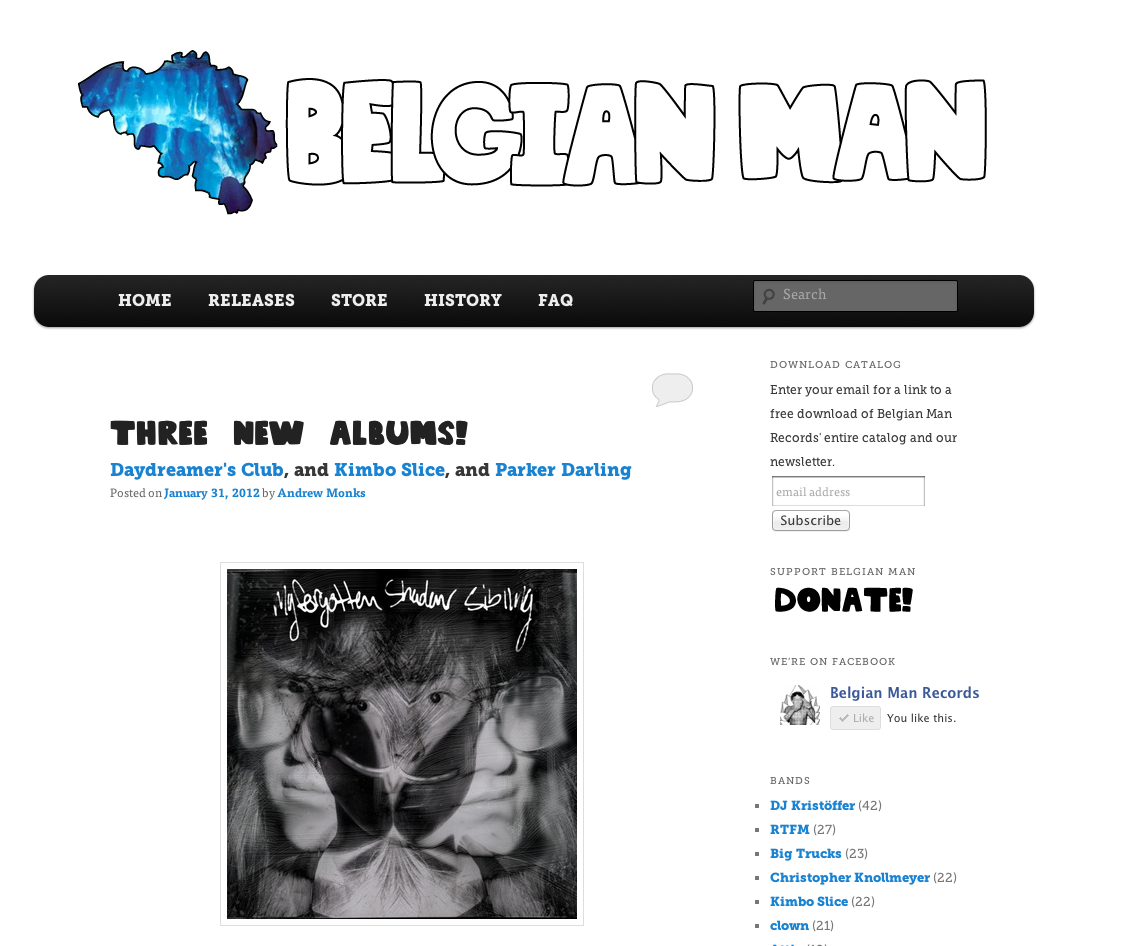 BELGIAN MAN
HOME RELEASES STORE HISTORY FAQ
Search
THREE NEW ALBUMS!
Daydreamer's Club, and Kimbo Slice, and Parker Darling
Posted on January 31, 2012 by Andrew Monks
my forgotten Shadow Sibling
DOWNLOAD CATALOG
Enter your email for a link to a
free download of Belgian Man
Records' entire catalog and our
newsletter.
email address
Subscribe
SUPPORT BELGIAN MAN
DONATE!
WE'RE ON FACEBOOK
Belgian Man Records
Like You like this.
BANDS
DJ Kristöffer (42)
RTFM (27)
Big Trucks (23)
Christopher Knollmeyer (22)
Kimbo Slice (22)
clown (21)